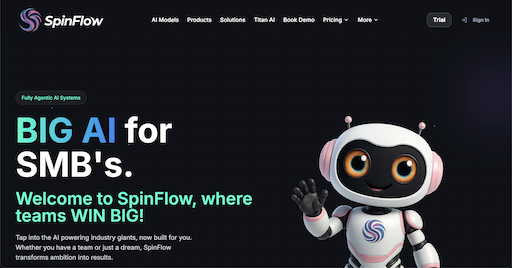 SpinFlow
AI Models Products Solutions Titan AI Book Demo Pricing More
Trial
Sign In
Fully Agentic AI Systems
BIG AI for
SMB's.
Welcome to SpinFlow, where
teams WIN BIG!
Tap into the AI powering industry giants, now built for you.
Whether you have a team or just a dream, SpinFlow
transforms ambition into results.